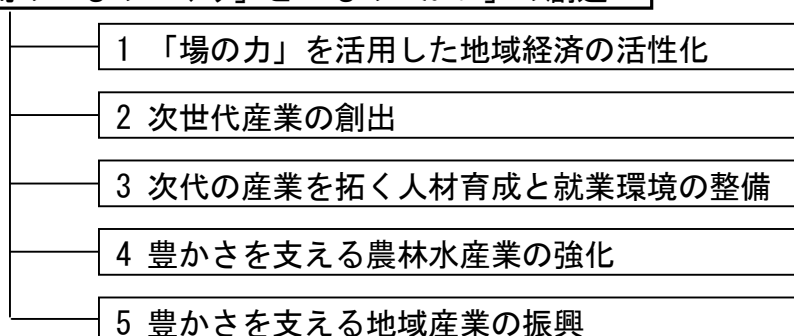 1 「場の力」を活用した地域経済の活性化
2 次世代産業の創出
3 次代の産業を拓く人材育成と就業環境の整備
4 豊かさを支える農林水産業の強化
5 豊かさを支える地域産業の振興